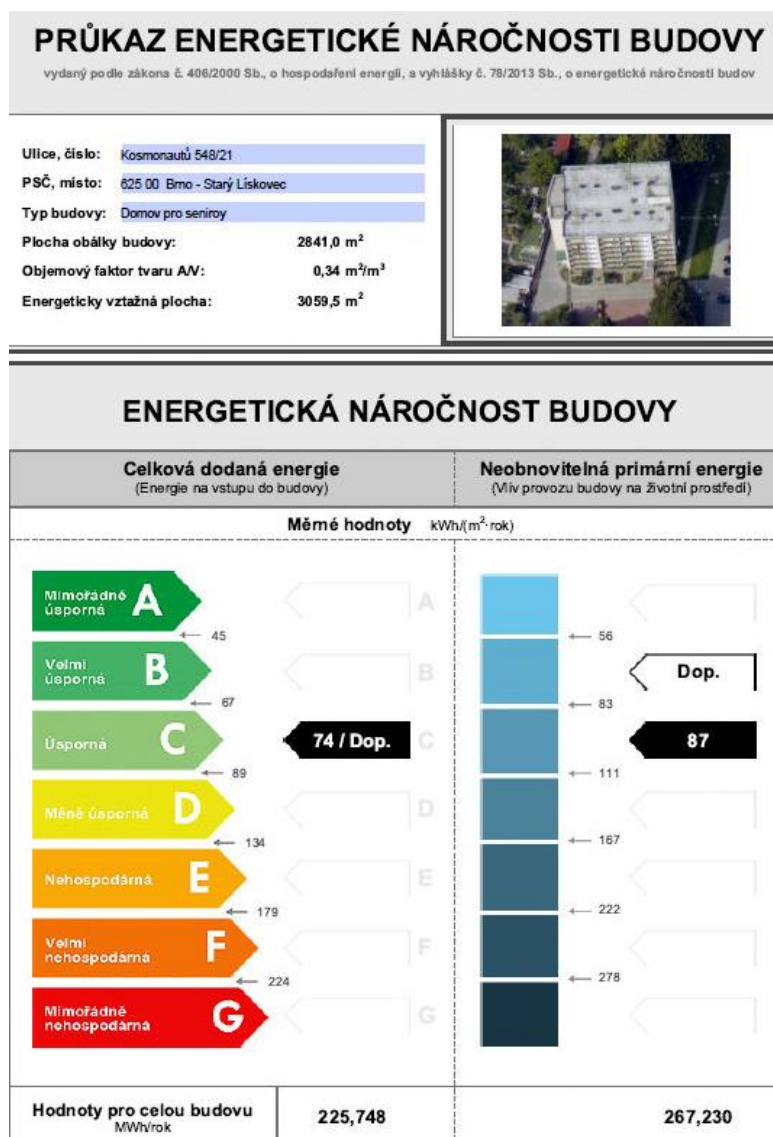 PRŮKAZ ENERGETICKÉ NÁROČNOSTI BUDOVY
vydaný podle zákona č. 406/2000 Sb., o hospodaření energií, a vyhlášky č. 78/2013 Sb., o energetické náročnosti budov
Ulice, číslo: Kosmonautů 548/21
PSČ, místo: 625 00 Brno - Starý Lískovec
Typ budovy: Domov pro seniroy
Plocha obálky budovy: 2841,0 m²
Objemový faktor tvaru A/V: 0,34 m²/m³
Energeticky vztažná plocha: 3059,5 m²
ENERGETICKÁ NÁROČNOST BUDOVY
Celková dodaná energie
(Energie na vstupu do budovy)
Neobnovitelná primární energie
(Vliv provozu budovy na životní prostředí)
Měrné hodnoty kWh/(m²·rok)
Mimořádně úsporná A
A
45
56
Velmi úsporná B
B
Dop.
67
83
Úsporná C
74 / Dop.
C
87
89
111
Méně úsporná D
D
134
167
Nehospodárná E
E
179
222
Velmi nehospodárná F
F
224
278
Mimořádně nehospodárná G
G
Hodnoty pro celou budovu
MWh/rok
225,748
267,230